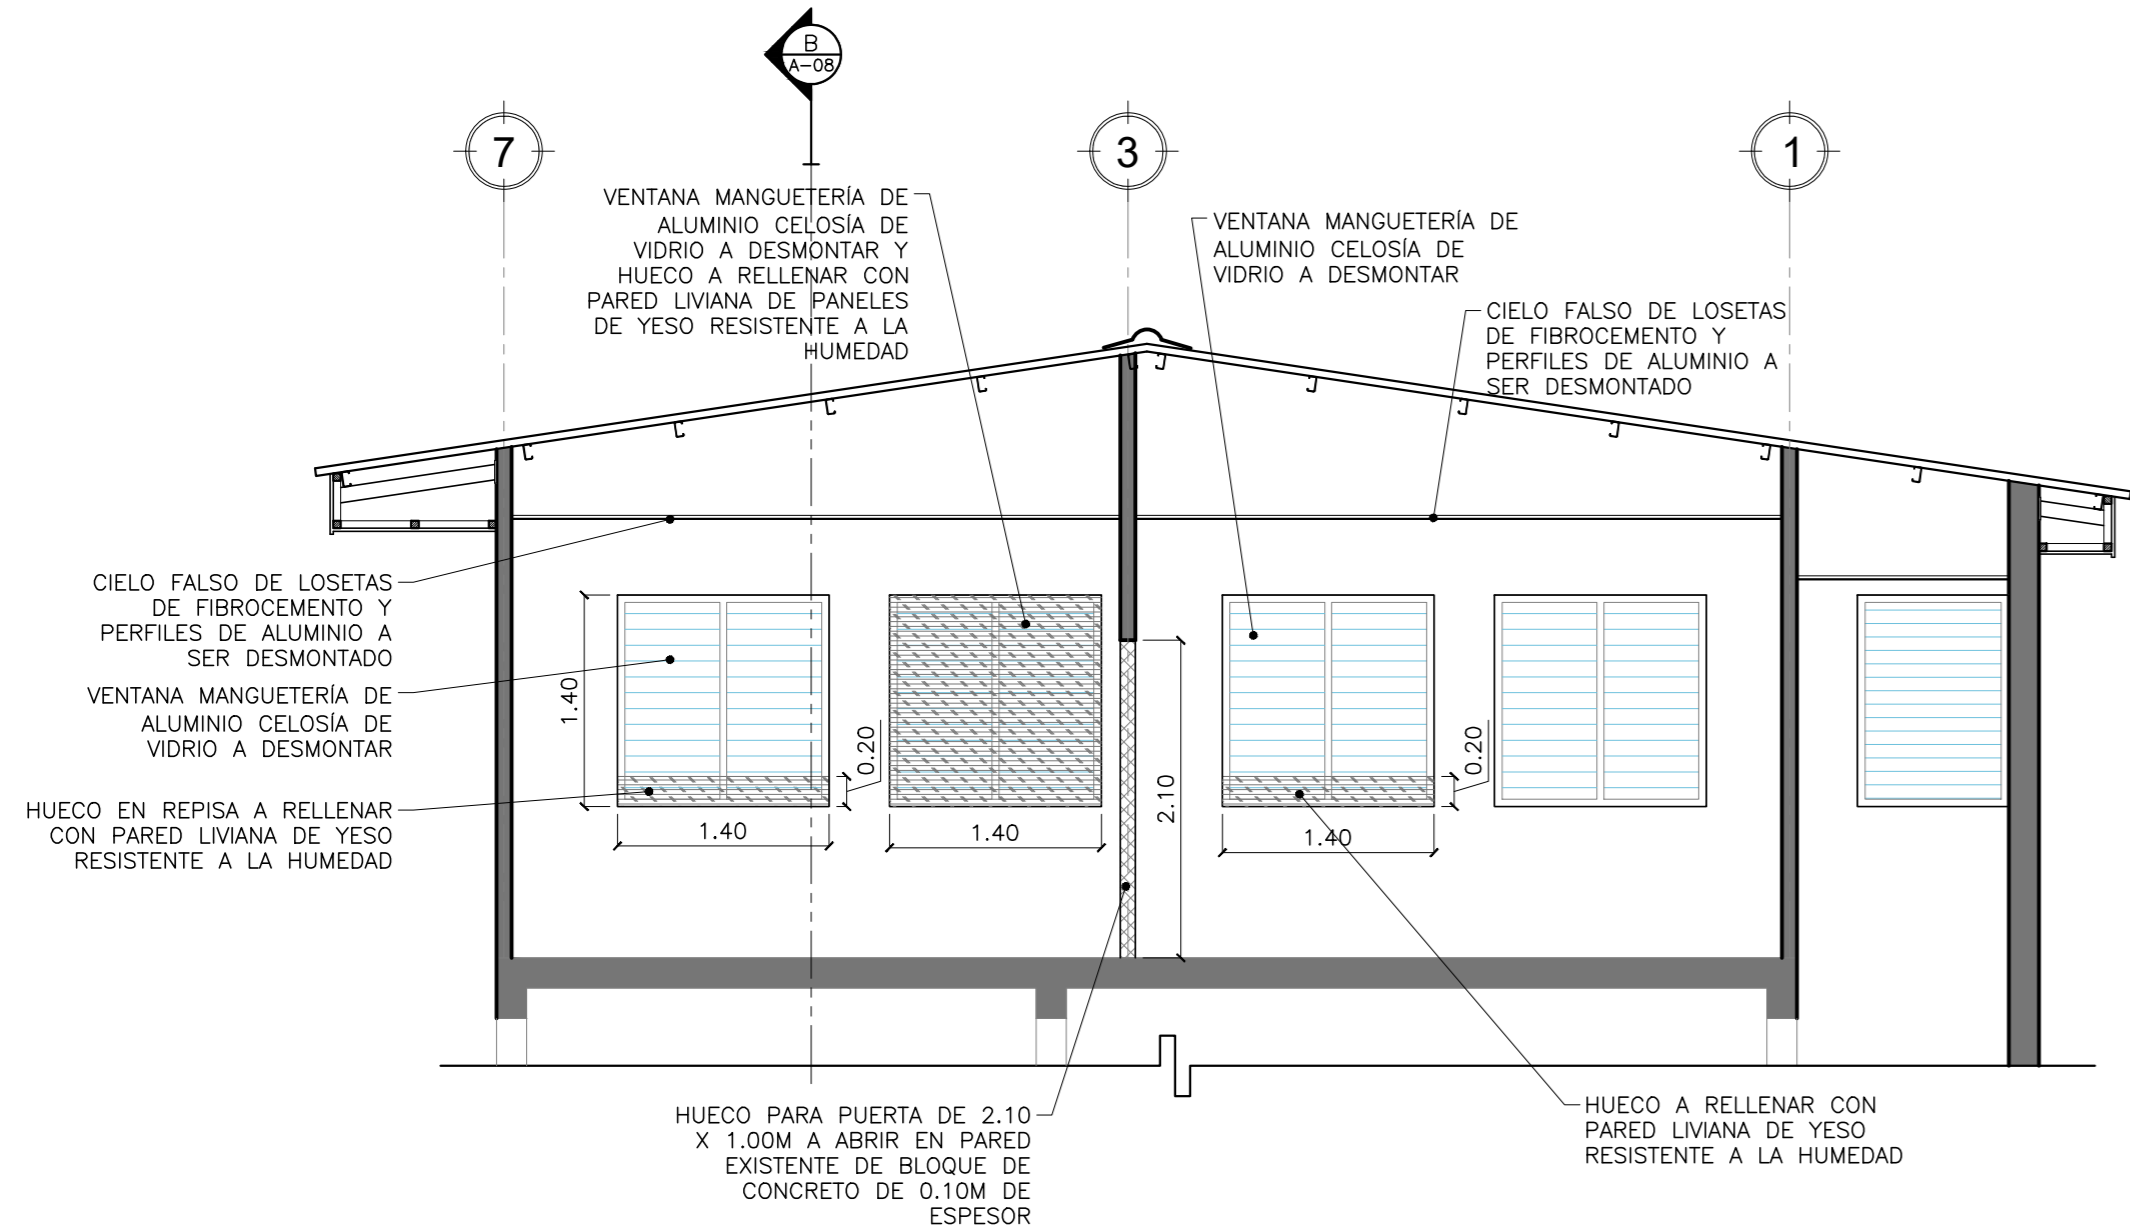 B
A-08
7
3
1
VENTANA MANGUETERÍA DE
ALUMINIO CELOSÍA DE
VIDRIO A DESMONTAR Y
HUECO A RELLENAR CON
PARED LIVIANA DE PANELES
DE YESO RESISTENTE A LA
HUMEDAD
VENTANA MANGUETERÍA DE
ALUMINIO CELOSÍA DE
VIDRIO A DESMONTAR
CIELO FALSO DE LOSETAS
DE FIBROCEMENTO Y
PERFILES DE ALUMINIO A
SER DESMONTADO
CIELO FALSO DE LOSETAS
DE FIBROCEMENTO Y
PERFILES DE ALUMINIO A
SER DESMONTADO
VENTANA MANGUETERÍA DE
ALUMINIO CELOSÍA DE
VIDRIO A DESMONTAR
HUECO EN REPISA A RELLENAR
CON PARED LIVIANA DE YESO
RESISTENTE A LA HUMEDAD
1.40
0.20
1.40
1.40
2.10
0.20
1.40
HUECO PARA PUERTA DE 2.10
X 1.00M A ABRIR EN PARED
EXISTENTE DE BLOQUE DE
CONCRETO DE 0.10M DE
ESPESOR
HUECO A RELLENAR CON
PARED LIVIANA DE YESO
RESISTENTE A LA HUMEDAD